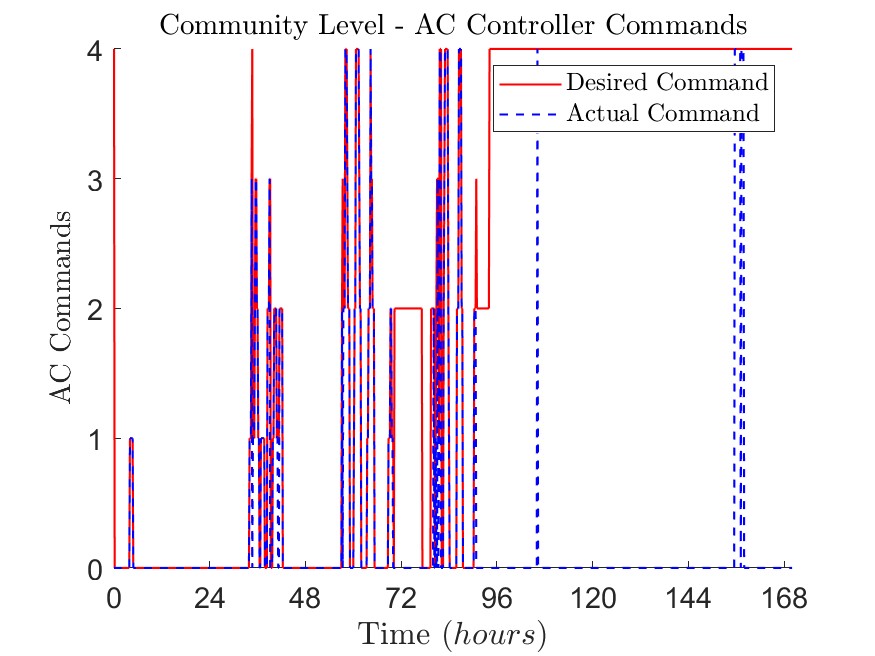 Community Level - AC Controller Commands
4
Desired Command
Actual Command
3
2
1
0
AC Commands
0 24 48 72 96 120 144 168
Time (hours)